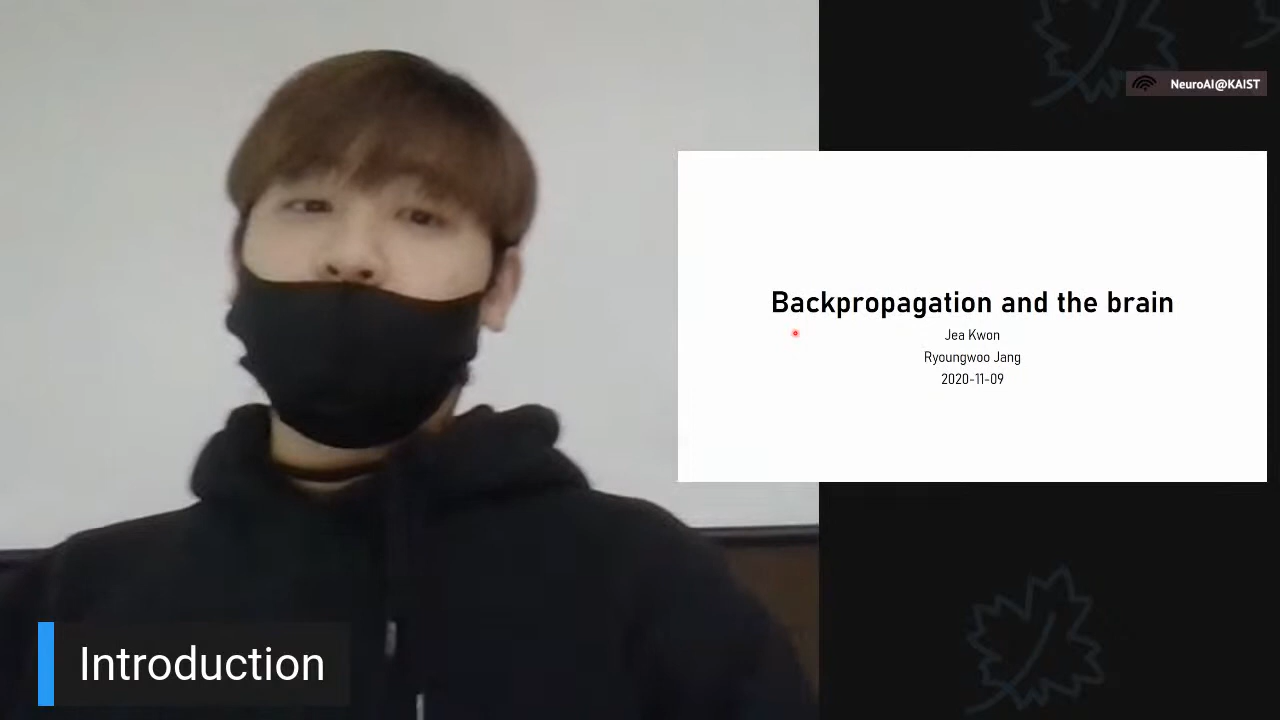 NeuroAI@KAIST
Backpropagation and the brain
Jea Kwon
Ryoungwoo Jang
2020-11-09
Introduction